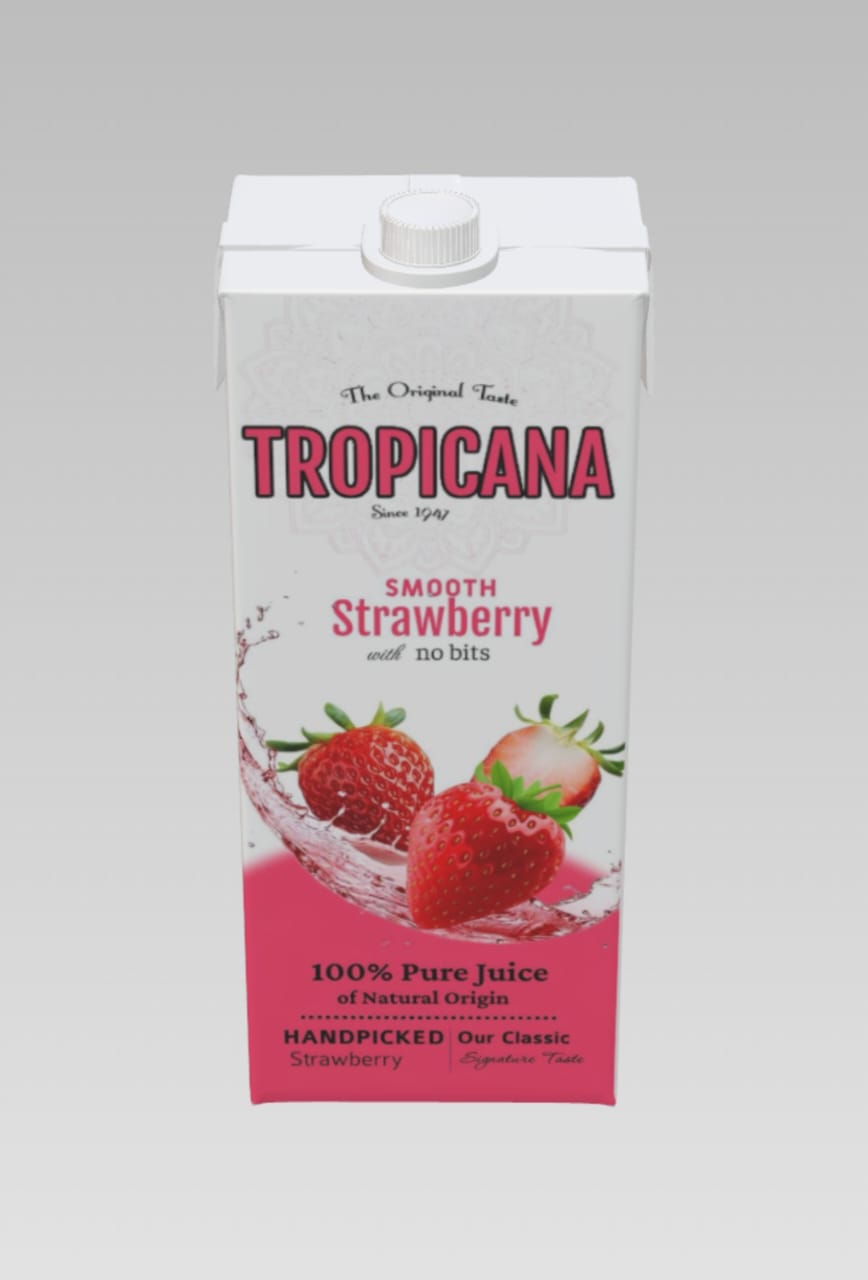 The Original Taste
TROPICANA
Since 1947
SMOOTH
Strawberry
with no bits
100% Pure Juice
of Natural Origin
HANDPICKED
Strawberry
Our Classic
Signature Taste